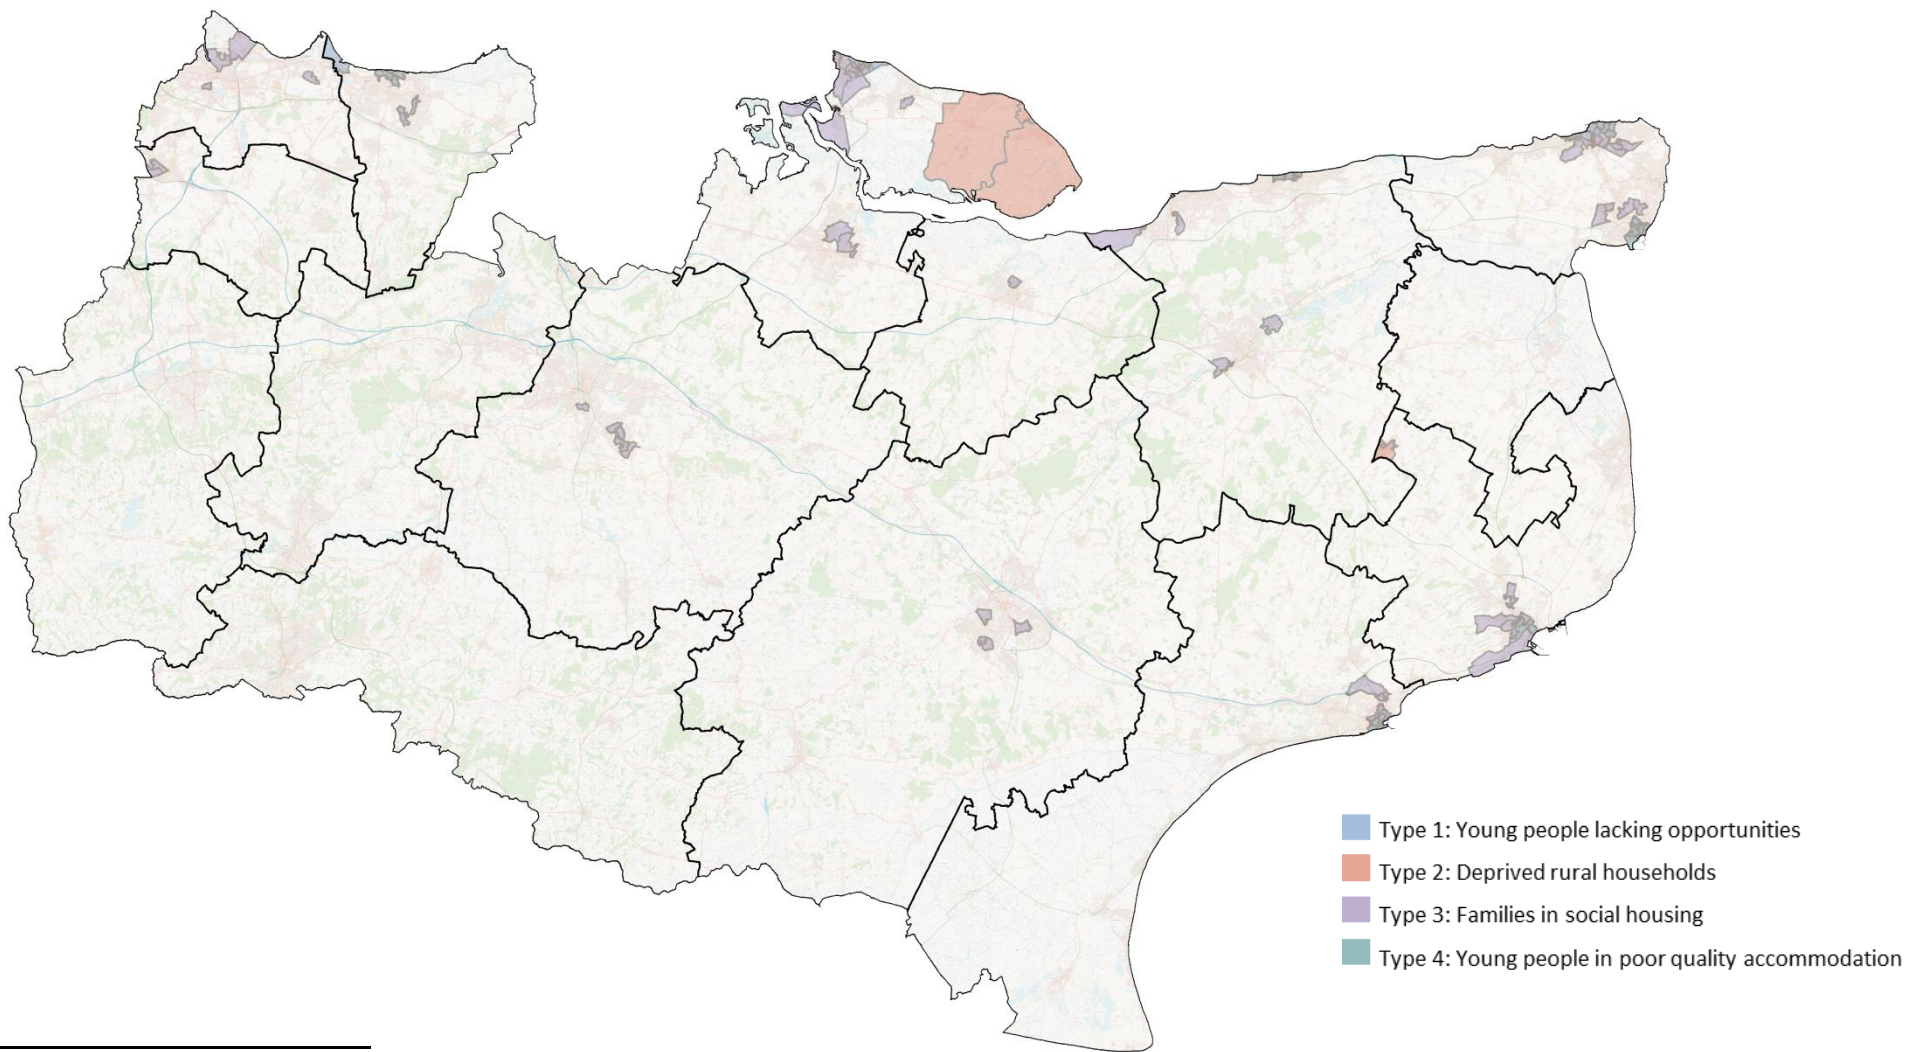 Type 1: Young people lacking opportunities
Type 2: Deprived rural households
Type 3: Families in social housing
Type 4: Young people in poor quality accommodation